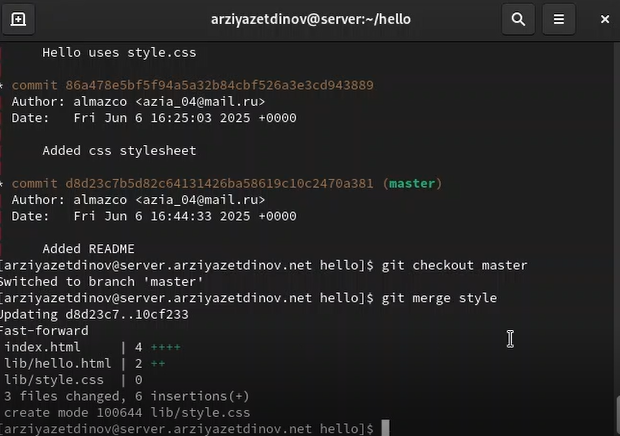 arziyazetdinov@server:~/hello
Hello uses style.css
* commit 86a478e5bf5f94a5a32b84cbf526a3e3cd943889
Author: almazco <azia_04@mail.ru>
Date: Fri Jun 6 16:25:03 2025 +0000
Added css stylesheet
* commit d8d23c7b5d82c64131426ba58619c10c2470a381 (master)
Author: almazco <azia_04@mail.ru>
Date: Fri Jun 6 16:44:33 2025 +0000
Added README
[arziyazetdinov@server.arziyazetdinov.net hello]$ git checkout master
Switched to branch 'master'
[arziyazetdinov@server.arziyazetdinov.net hello]$ git merge style
Updating d8d23c7..10cf233
Fast-forward
index.html | 4 ++++
lib/hello.html | 2 ++
lib/style.css | 0
3 files changed, 6 insertions(+)
create mode 100644 lib/style.css
[arziyazetdinov@server.arziyazetdinov.net hello]$